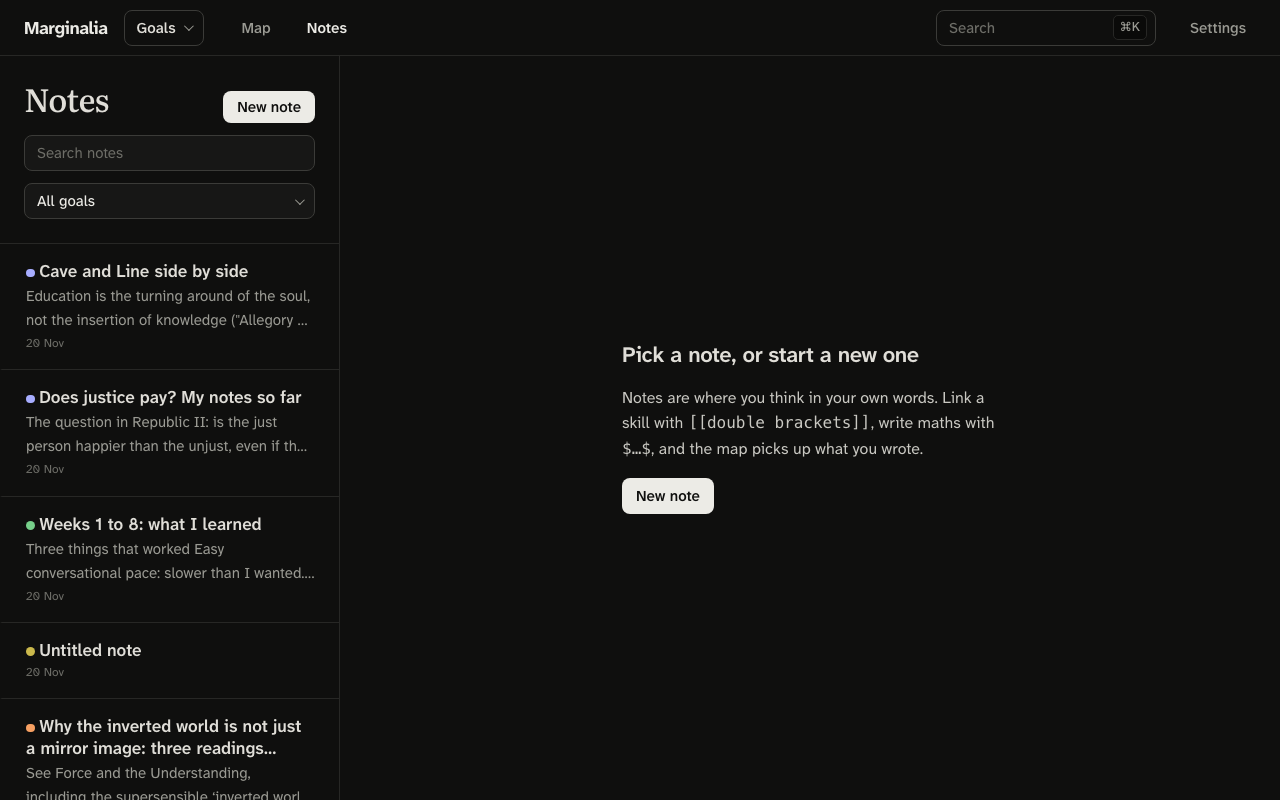 Marginalia Goals Map Notes Search ⌘K Settings
Notes
New note
Search notes
All goals
Cave and Line side by side
Education is the turning around of the soul,
not the insertion of knowledge ("Allegory …
20 Nov
Does justice pay? My notes so far
The question in Republic II: is the just
person happier than the unjust, even if th…
20 Nov
Weeks 1 to 8: what I learned
Three things that worked Easy
conversational pace: slower than I wanted.…
20 Nov
Untitled note
20 Nov
Why the inverted world is not just
a mirror image: three readings…
See Force and the Understanding,
including the supersensible ‘inverted worl
Pick a note, or start a new one
Notes are where you think in your own words. Link a
skill with [[double brackets]], write maths with
$…$, and the map picks up what you wrote.
New note